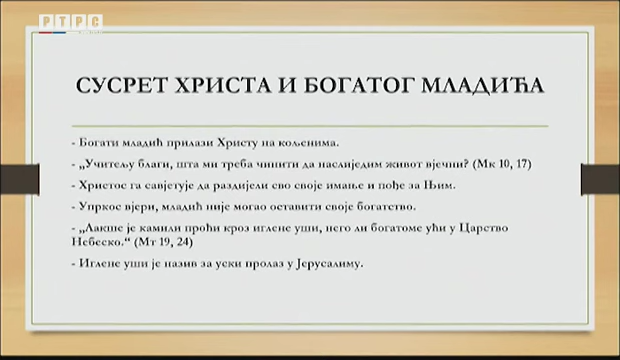 РТРС
СУСРЕТ ХРИСТА И БОГАТОГ МЛАДИЋА
- Богати младић прилази Христу на кољенима.
- „Учитељу благи, шта ми треба чинити да наслиједим живот вјечни? (Мк 10, 17)
- Христос га савјетује да раздијели сво своје имање и пође за Њим.
- Упркос вјери, младић није могао оставити своје богатство.
- „Лакше је камили проћи кроз иглене уши, него ли богатоме ући у Царство
Небеско.“ (Мт 19, 24)
- Иглене уши је назив за уски пролаз у Јерусалиму.